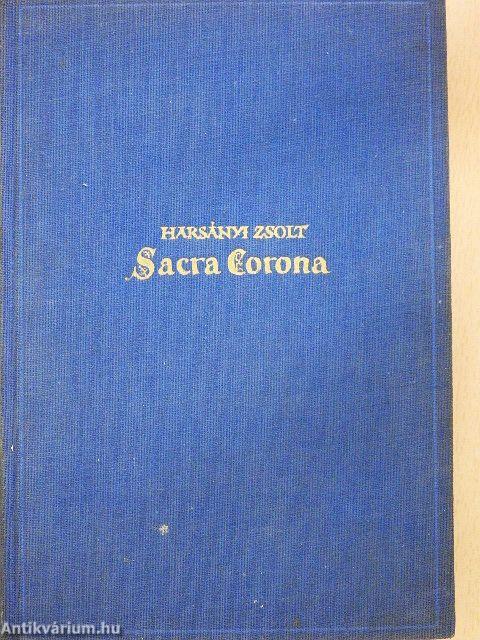 HARSÁNYI ZSOLT
Sacra Corona
Antikvárium.hu